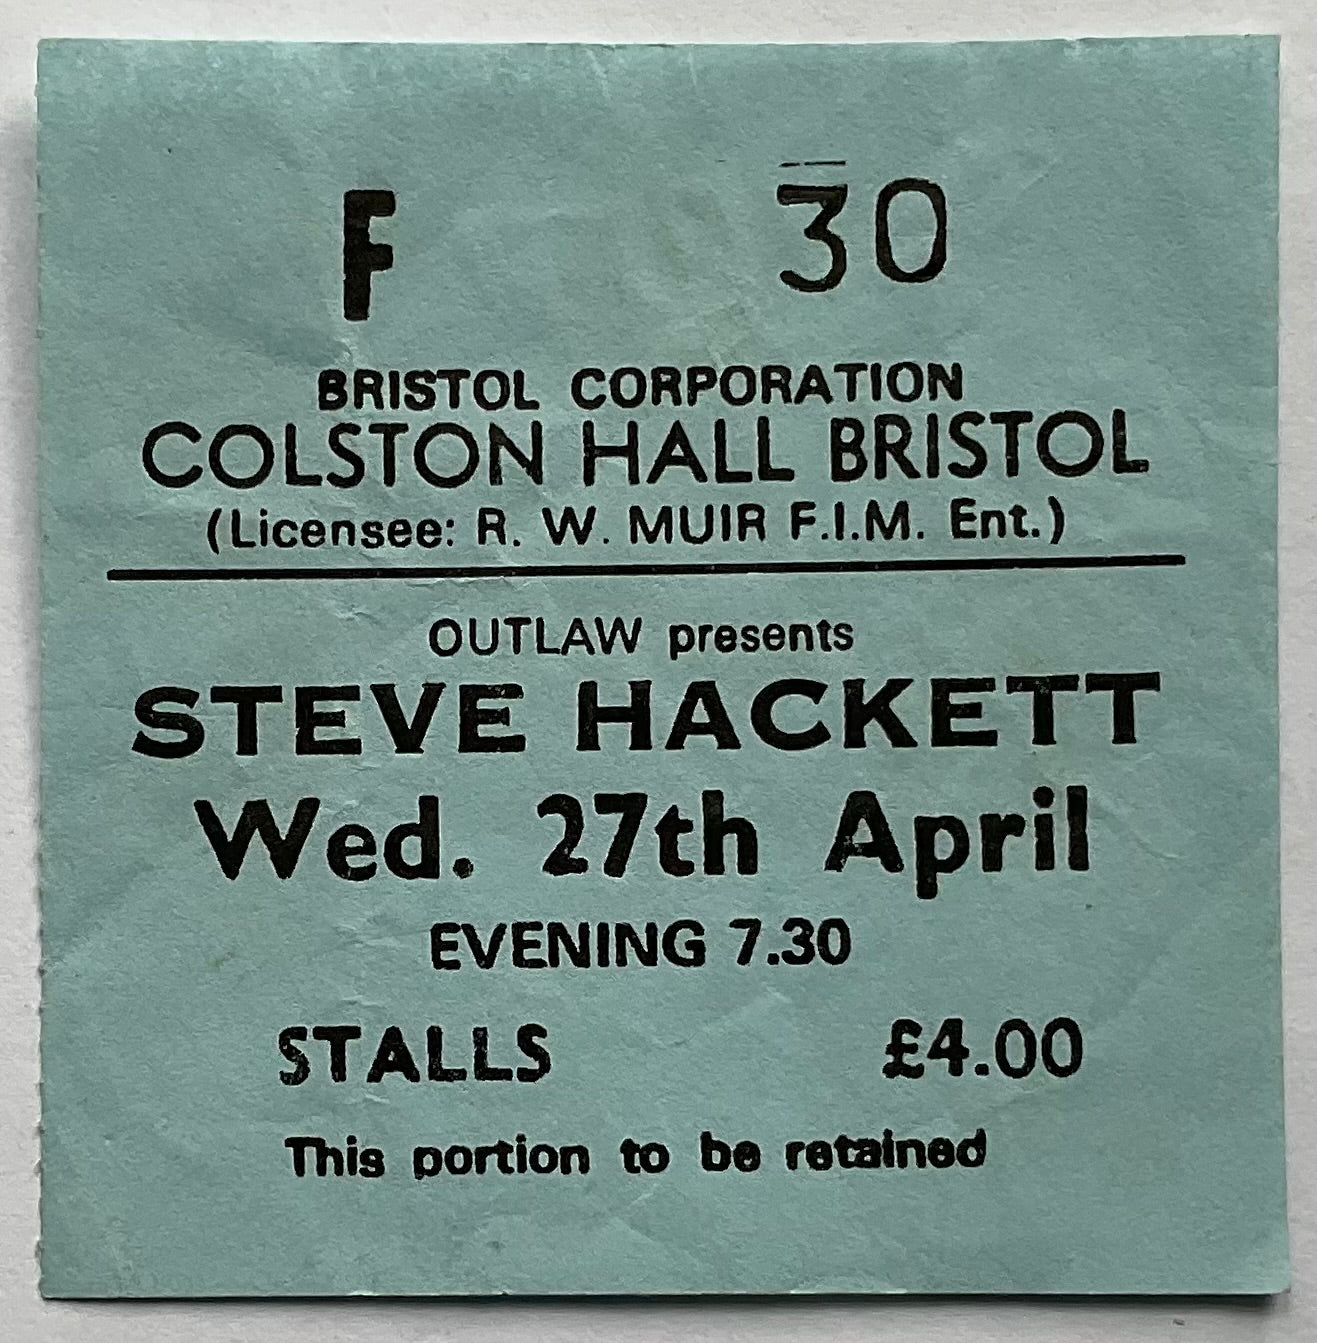 F 30
BRISTOL CORPORATION
COLSTON HALL BRISTOL
(Licensee: R. W. MUIR F.I.M. Ent.)
OUTLAW presents
STEVE HACKETT
Wed. 27th April
EVENING 7.30
STALLS £4.00
This portion to be retained